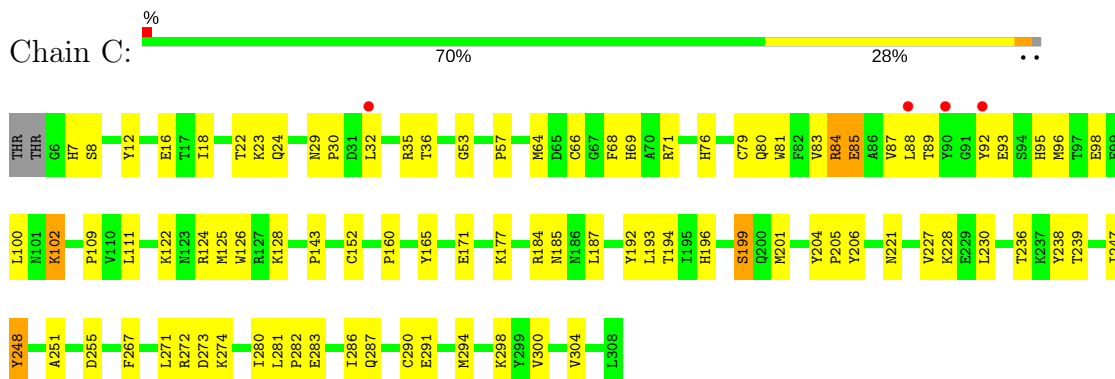 %
Chain C:
70% 28% ..
THR THR G6 H7 S8 Y12 E16 T17 I18 T22 K23 Q24 N29 P30 D31 L32 R35 T36 G53 P57 M64 D65 C66 G67 F68 H69 A70 R71 H76 C79 Q80 W81 F82 V83 R84 E85 A86 V87 L88 T89 Y90 G91 Y92 E93 S94 H95 M96 T97 E98 E99
L100 N101 K102 P109 V110 L111 K122 N123 R124 M125 W126 R127 K128 P143 C152 P160 Y165 E171 K177 R184 N185 N186 L187 Y192 L193 T194 I195 H196 S199 Q200 M201 Y204 P205 Y206 N221 V227 K228 E229 L230 T236 K237 Y238 T239 I247
Y248 A251 D255 F267 L271 R272 D273 K274 I280 L281 P282 E283 I286 Q287 C290 E291 M294 K298 Y299 V300 V304 L308